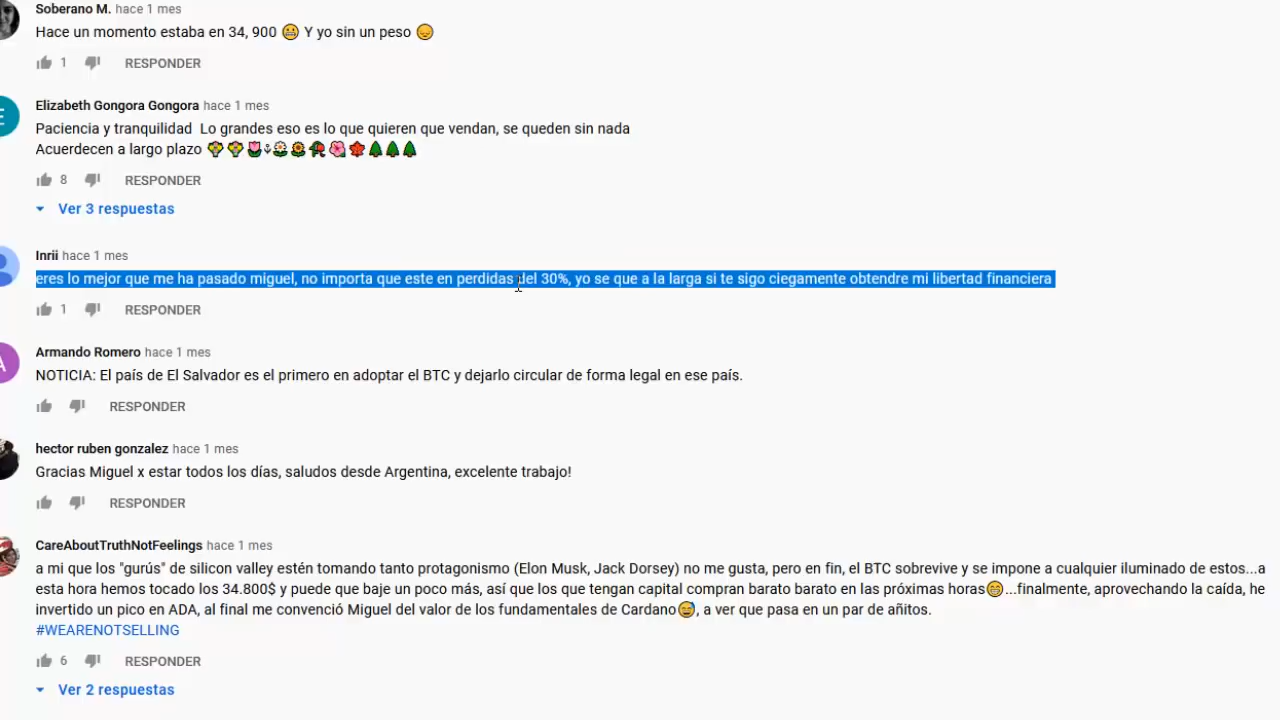 Soberano M. hace 1 mes
Hace un momento estaba en 34, 900 😬 Y yo sin un peso 😞
1 RESPONDER
E
Elizabeth Gongora Gongora hace 1 mes
Paciencia y tranquilidad Lo grandes eso es lo que quieren que vendan, se queden sin nada
Acuerdecen a largo plazo 💐💐🌷⚘🌼🌻🥀🌺🍁🌲🌲🌲
8 RESPONDER
Ver 3 respuestas
Inrii hace 1 mes
eres lo mejor que me ha pasado miguel, no importa que este en perdidas del 30%, yo se que a la larga si te sigo ciegamente obtendre mi libertad financiera
1 RESPONDER
A
Armando Romero hace 1 mes
NOTICIA: El país de El Salvador es el primero en adoptar el BTC y dejarlo circular de forma legal en ese país.
RESPONDER
hector ruben gonzalez hace 1 mes
Gracias Miguel x estar todos los días, saludos desde Argentina, excelente trabajo!
RESPONDER
CareAboutTruthNotFeelings hace 1 mes
a mi que los "gurús" de silicon valley estén tomando tanto protagonismo (Elon Musk, Jack Dorsey) no me gusta, pero en fin, el BTC sobrevive y se impone a cualquier iluminado de estos...a
esta hora hemos tocado los 34.800$ y puede que baje un poco más, así que los que tengan capital compran barato barato en las próximas horas😁...finalmente, aprovechando la caída, he
invertido un pico en ADA, al final me convenció Miguel del valor de los fundamentales de Cardano😅, a ver que pasa en un par de añitos.
#WEARENOTSELLING
6 RESPONDER
Ver 2 respuestas